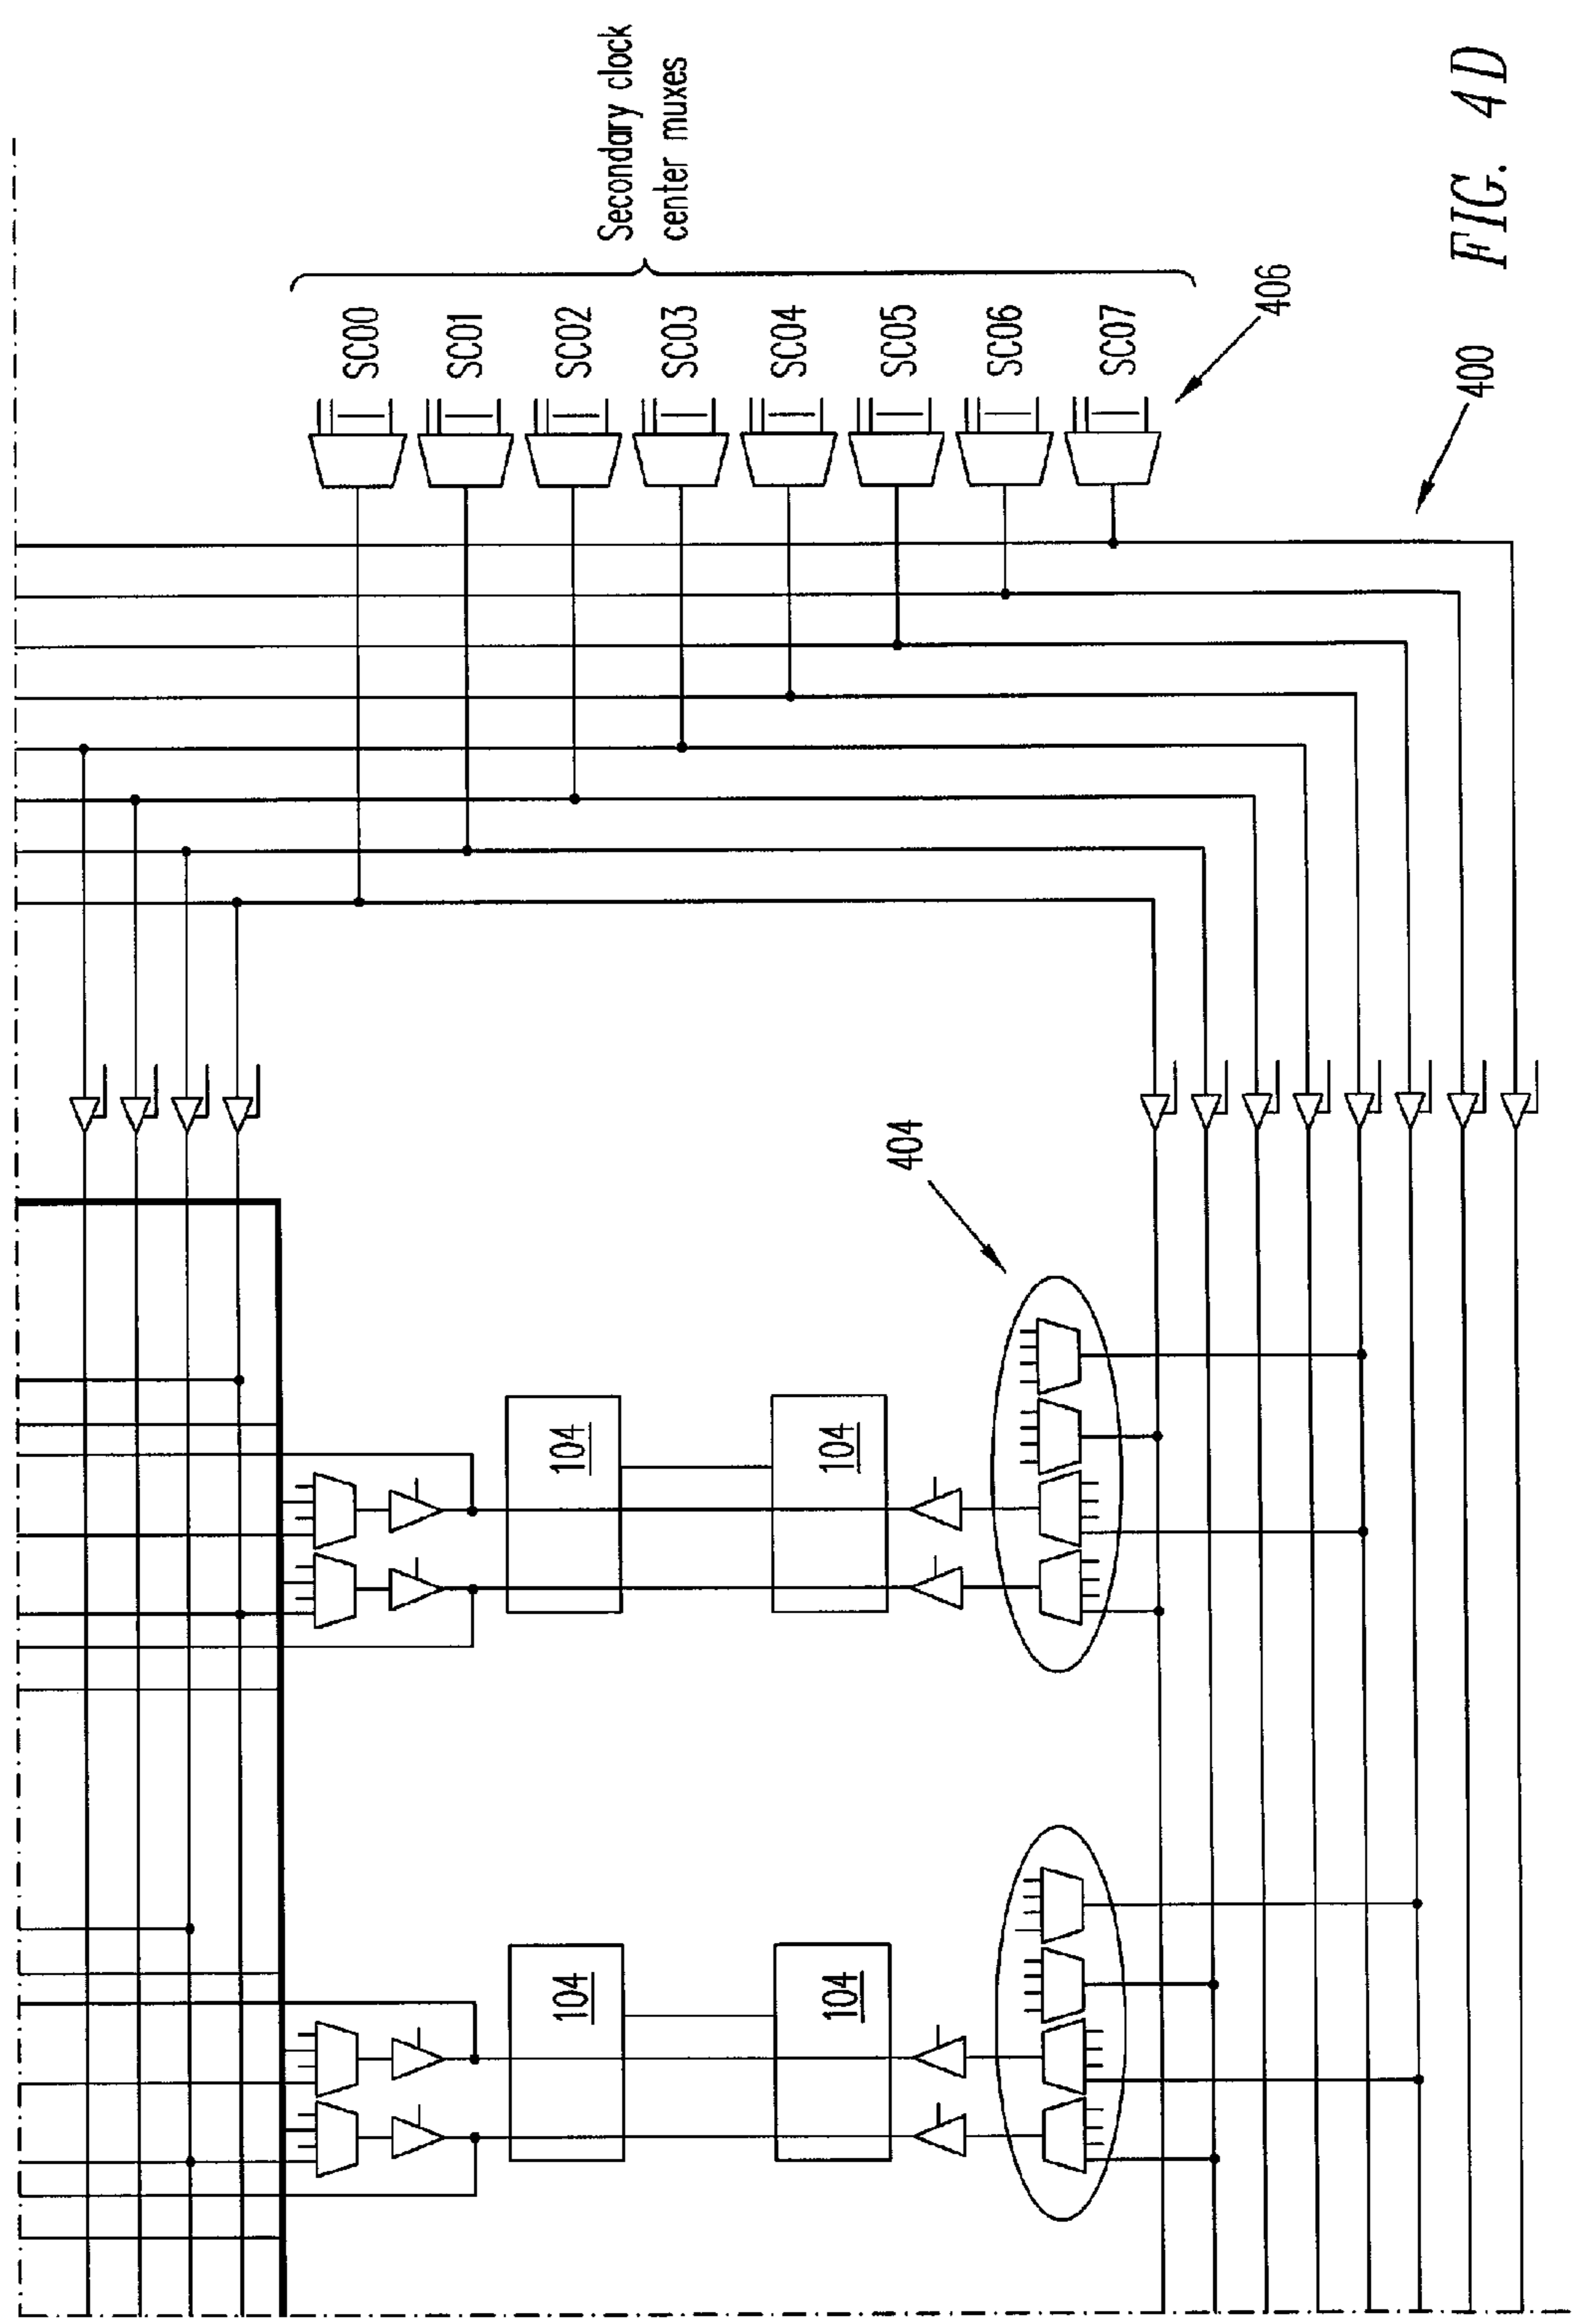 SC00
SC01
SC02
SC03
SC04
SC05
SC06
SC07
Secondary clock
center muxes
104
104
104
104
404
406
400
FIG. 4D